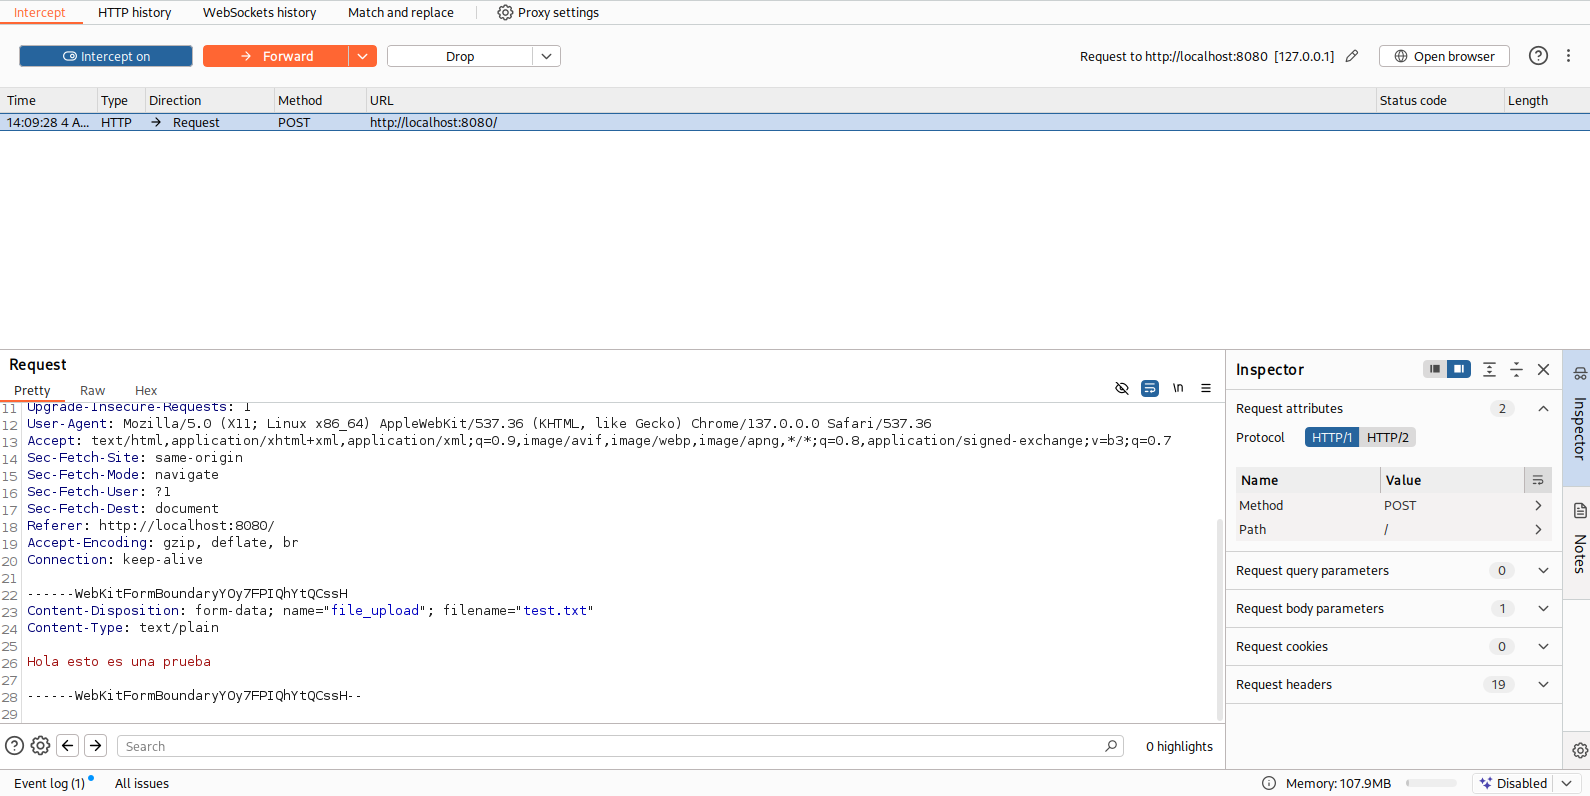 Intercept HTTP history WebSockets history Match and replace Proxy settings
Intercept on Forward Drop Request to http://localhost:8080 [127.0.0.1] Open browser
Time Type Direction Method URL Status code Length
14:09:28 4 A... HTTP Request POST http://localhost:8080/
Request
Pretty Raw Hex \n
11 Upgrade-Insecure-Requests: 1
12 User-Agent: Mozilla/5.0 (X11; Linux x86_64) AppleWebKit/537.36 (KHTML, like Gecko) Chrome/137.0.0.0 Safari/537.36
13 Accept: text/html,application/xhtml+xml,application/xml;q=0.9,image/avif,image/webp,image/apng,*/*;q=0.8,application/signed-exchange;v=b3;q=0.7
14 Sec-Fetch-Site: same-origin
15 Sec-Fetch-Mode: navigate
16 Sec-Fetch-User: ?1
17 Sec-Fetch-Dest: document
18 Referer: http://localhost:8080/
19 Accept-Encoding: gzip, deflate, br
20 Connection: keep-alive
21
22 ------WebKitFormBoundaryYOy7FPIQhYtQCssH
23 Content-Disposition: form-data; name="file_upload"; filename="test.txt"
24 Content-Type: text/plain
25
26 Hola esto es una prueba
27
28 ------WebKitFormBoundaryYOy7FPIQhYtQCssH--
29
Search 0 highlights
Inspector
Request attributes 2
Protocol HTTP/1 HTTP/2
Name Value
Method POST
Path /
Request query parameters 0
Request body parameters 1
Request cookies 0
Request headers 19
Inspector
Notes
Event log (1) All issues Memory: 107.9MB Disabled